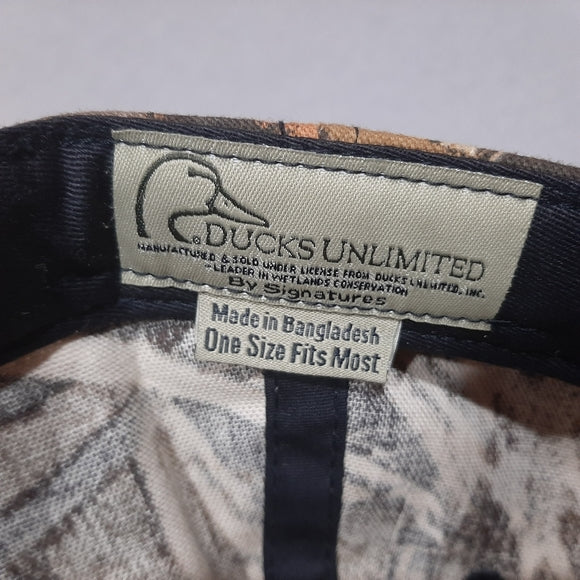 ® DUCKS UNLIMITED
MANUFACTURED & SOLD UNDER LICENSE FROM DUCKS UNLIMITED, INC.
-LEADER IN WETLANDS CONSERVATION
By Signatures
Made in Bangladesh
One Size Fits Most